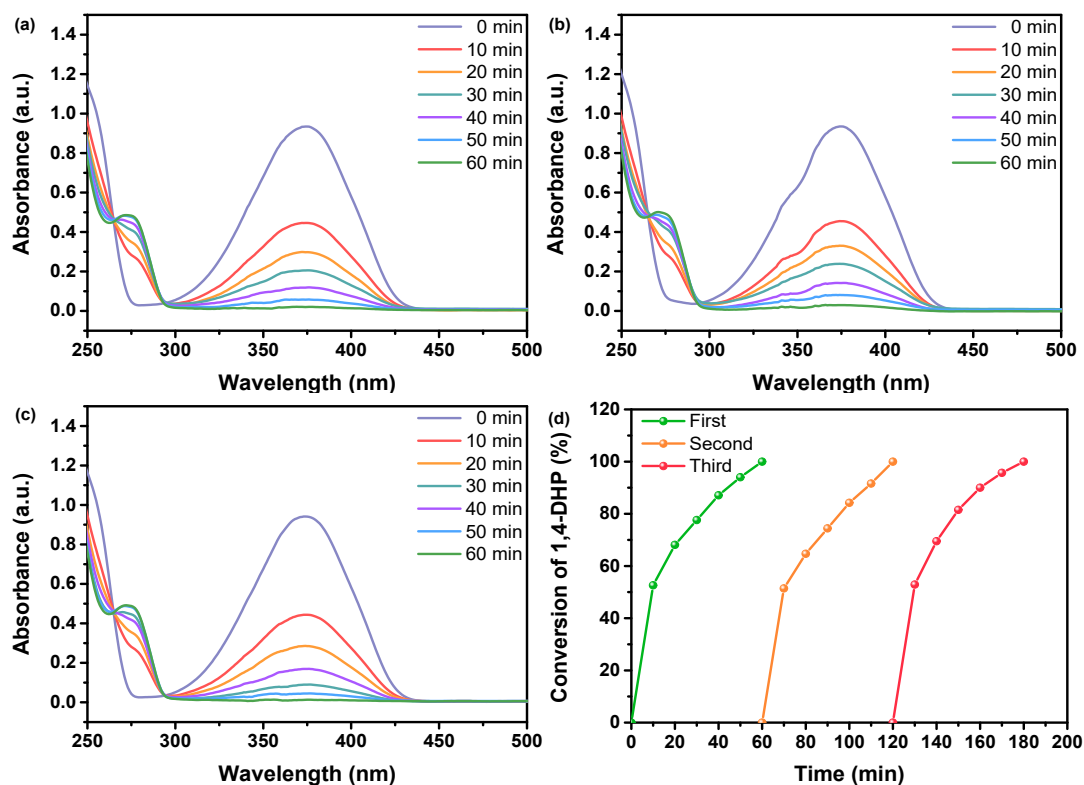 (a)
0 min
10 min
20 min
30 min
40 min
50 min
60 min
1.4
1.2
1.0
0.8
0.6
0.4
0.2
0.0
Absorbance (a.u.)
250 300 350 400 450 500
Wavelength (nm)
(b)
0 min
10 min
20 min
30 min
40 min
50 min
60 min
1.4
1.2
1.0
0.8
0.6
0.4
0.2
0.0
Absorbance (a.u.)
250 300 350 400 450 500
Wavelength (nm)
(c)
0 min
10 min
20 min
30 min
40 min
50 min
60 min
1.4
1.2
1.0
0.8
0.6
0.4
0.2
0.0
Absorbance (a.u.)
250 300 350 400 450 500
Wavelength (nm)
(d)
First
Second
Third
120
100
80
60
40
20
0
Conversion of 1,4-DHP (%)
0 20 40 60 80 100 120 140 160 180 200
Time (min)